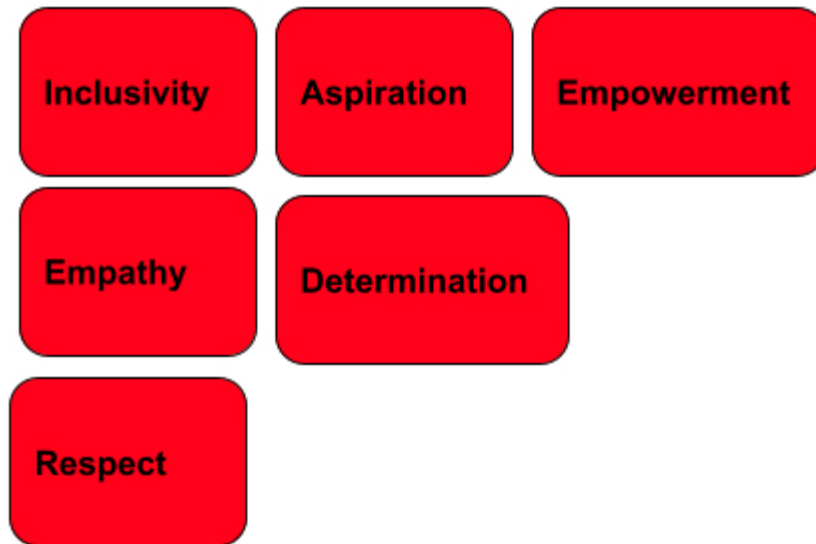 Inclusivity
Aspiration
Empowerment
Empathy
Determination
Respect